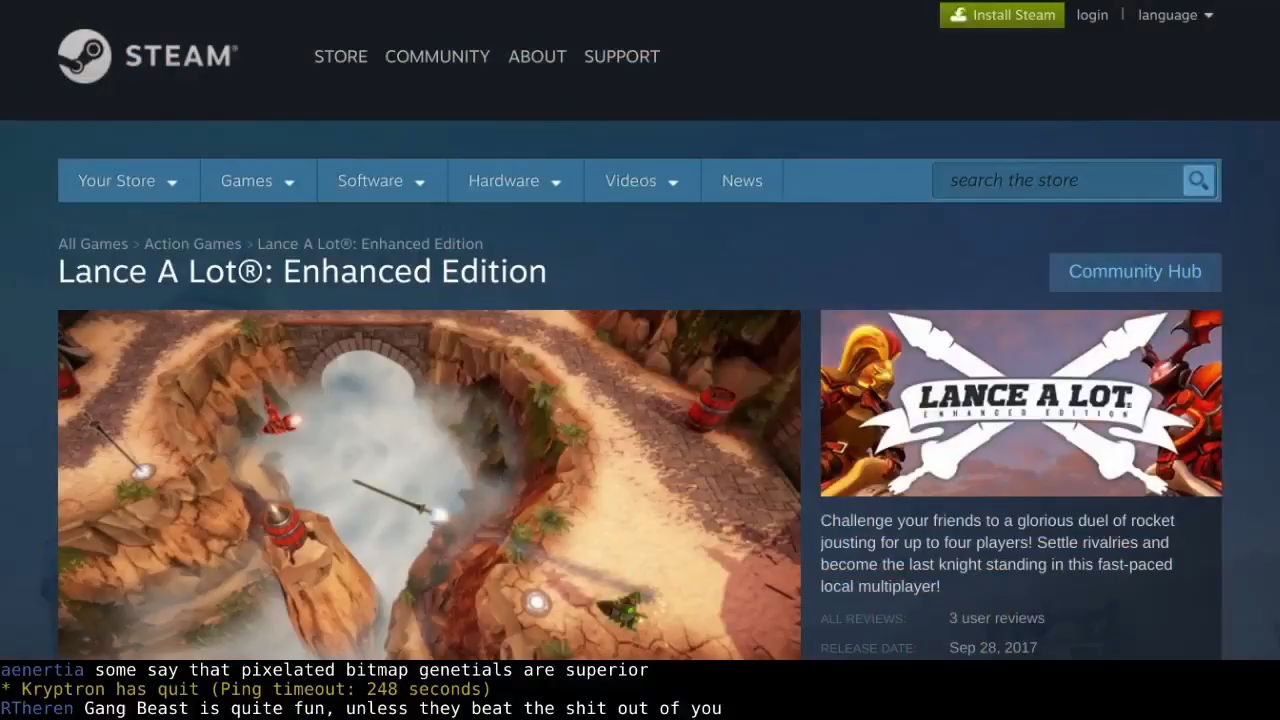 Install Steam login | language
STEAM®
STORE COMMUNITY ABOUT SUPPORT
Your Store Games Software Hardware Videos News search the store
All Games > Action Games > Lance A Lot®: Enhanced Edition
Lance A Lot®: Enhanced Edition
Community Hub
LANCE A LOT
ENHANCED EDITION
Challenge your friends to a glorious duel of rocket
jousting for up to four players! Settle rivalries and
become the last knight standing in this fast-paced
local multiplayer!
ALL REVIEWS: 3 user reviews
RELEASE DATE: Sep 28, 2017
aenertia some say that pixelated bitmap genetials are superior
* Kryptron has quit (Ping timeout: 248 seconds)
RTheren Gang Beast is quite fun, unless they beat the shit out of you